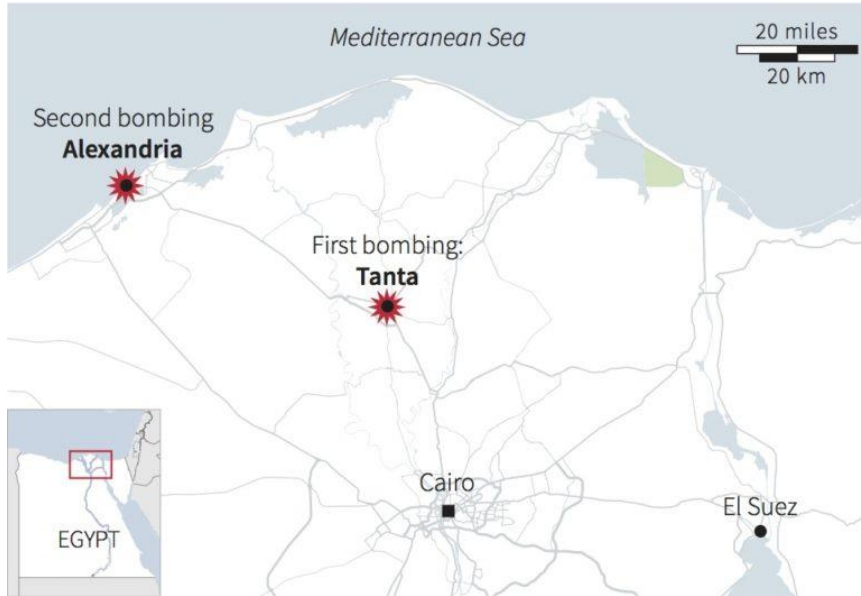 Mediterranean Sea
20 miles
20 km
Second bombing
Alexandria
First bombing:
Tanta
Cairo
El Suez
EGYPT